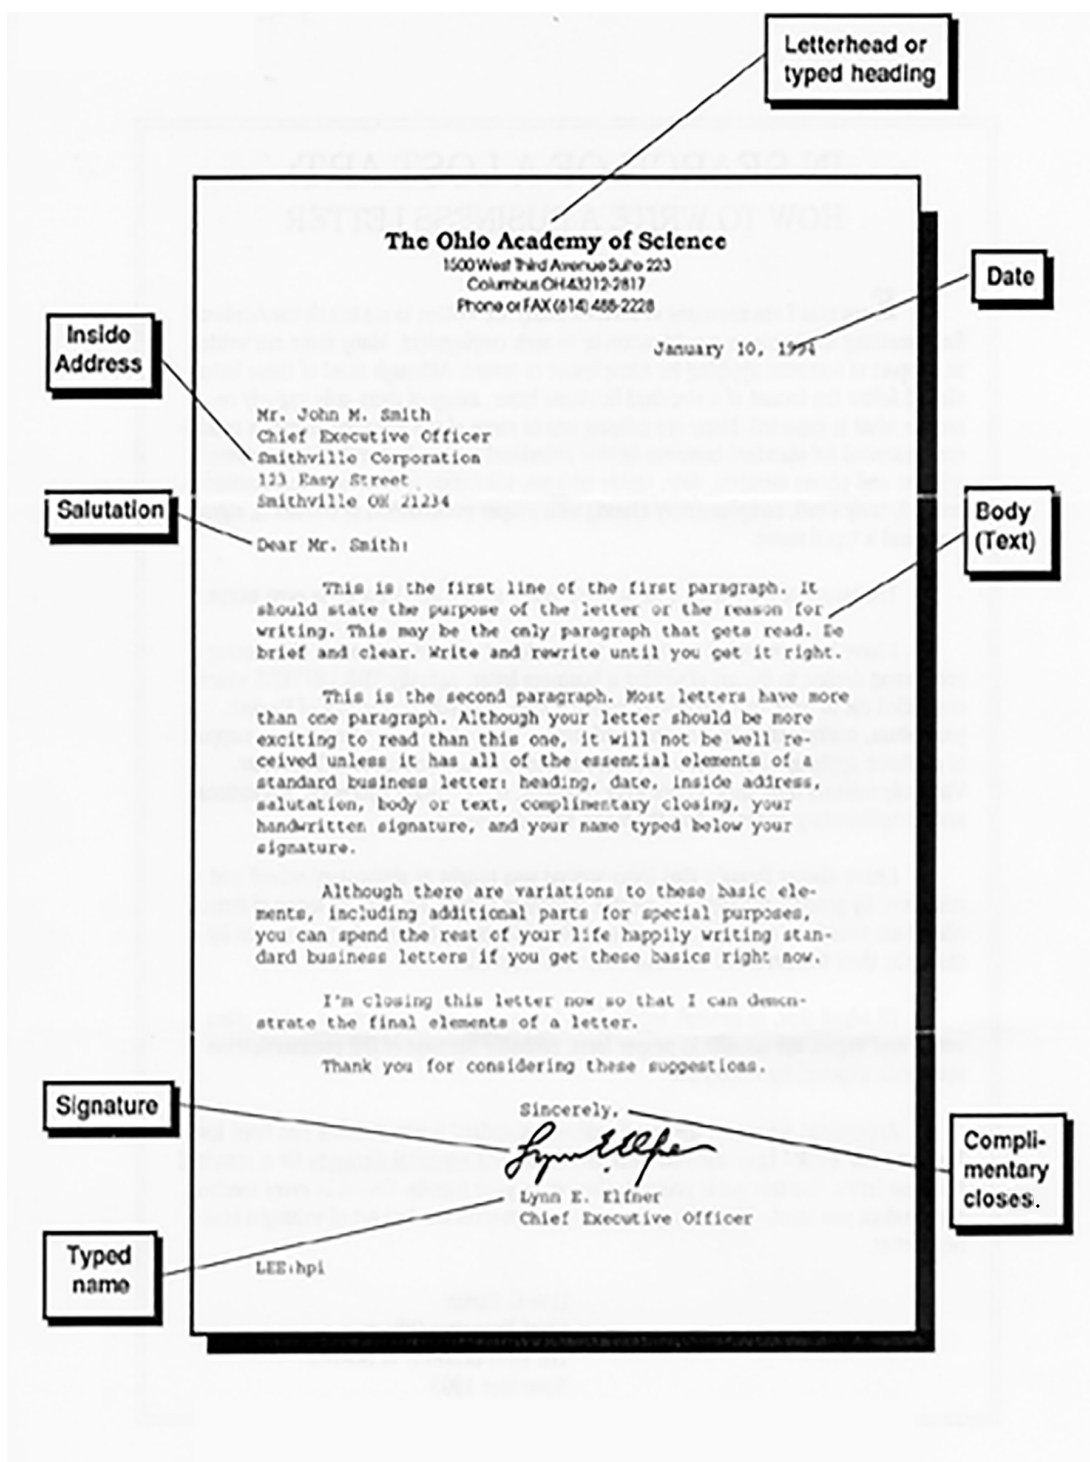 Letterhead or
typed heading
The Ohio Academy of Science
1500 West Third Avenue Suite 223
Columbus OH 43212-2817
Phone or FAX (614) 488-2228
Date
January 10, 1994
Inside
Address
Mr. John M. Smith
Chief Executive Officer
Smithville Corporation
123 Easy Street
Smithville OH 21234
Salutation
Dear Mr. Smith:
Body
(Text)
This is the first line of the first paragraph. It
should state the purpose of the letter or the reason for
writing. This may be the only paragraph that gets read. Be
brief and clear. Write and rewrite until you get it right.
This is the second paragraph. Most letters have more
than one paragraph. Although your letter should be more
exciting to read than this one, it will not be well re-
ceived unless it has all of the essential elements of a
standard business letter: heading, date, inside address,
salutation, body or text, complimentary closing, your
handwritten signature, and your name typed below your
signature.
Although there are variations to these basic ele-
ments, including additional parts for special purposes,
you can spend the rest of your life happily writing stan-
dard business letters if you get these basics right now.
I'm closing this letter now so that I can demon-
strate the final elements of a letter.
Thank you for considering these suggestions.
Signature
Sincerely,
Lynn E. Elfner
Compli-
mentary
closes.
Lynn E. Elfner
Chief Executive Officer
Typed
name
LEE:hpi